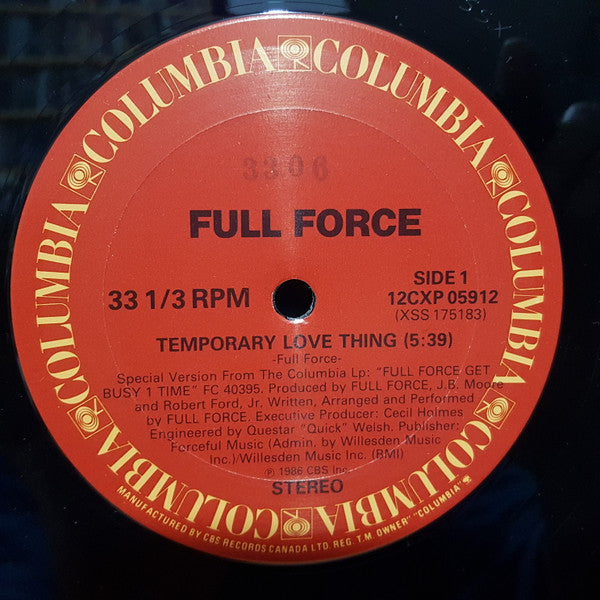 COLUMBIA COLUMBIA COLUMBIA COLUMBIA COLUMBIA COLUMBIA
3306
FULL FORCE
33 1/3 RPM
SIDE 1
12CXP 05912
(XSS 175183)
TEMPORARY LOVE THING (5:39)
-Full Force-
Special Version From The Columbia Lp: "FULL FORCE GET
BUSY 1 TIME" FC 40395. Produced by FULL FORCE, J.B. Moore
and Robert Ford, Jr. Written, Arranged and Performed
by FULL FORCE. Executive Producer: Cecil Holmes
Engineered by Questar "Quick" Welsh. Publisher:
Forceful Music (Admin. by Willesden Music
Inc.)/Willesden Music Inc. (BMI)
℗ 1986 CBS Inc.
STEREO
MANUFACTURED BY CBS RECORDS CANADA LTD. REG. T.M. OWNER "COLUMBIA"